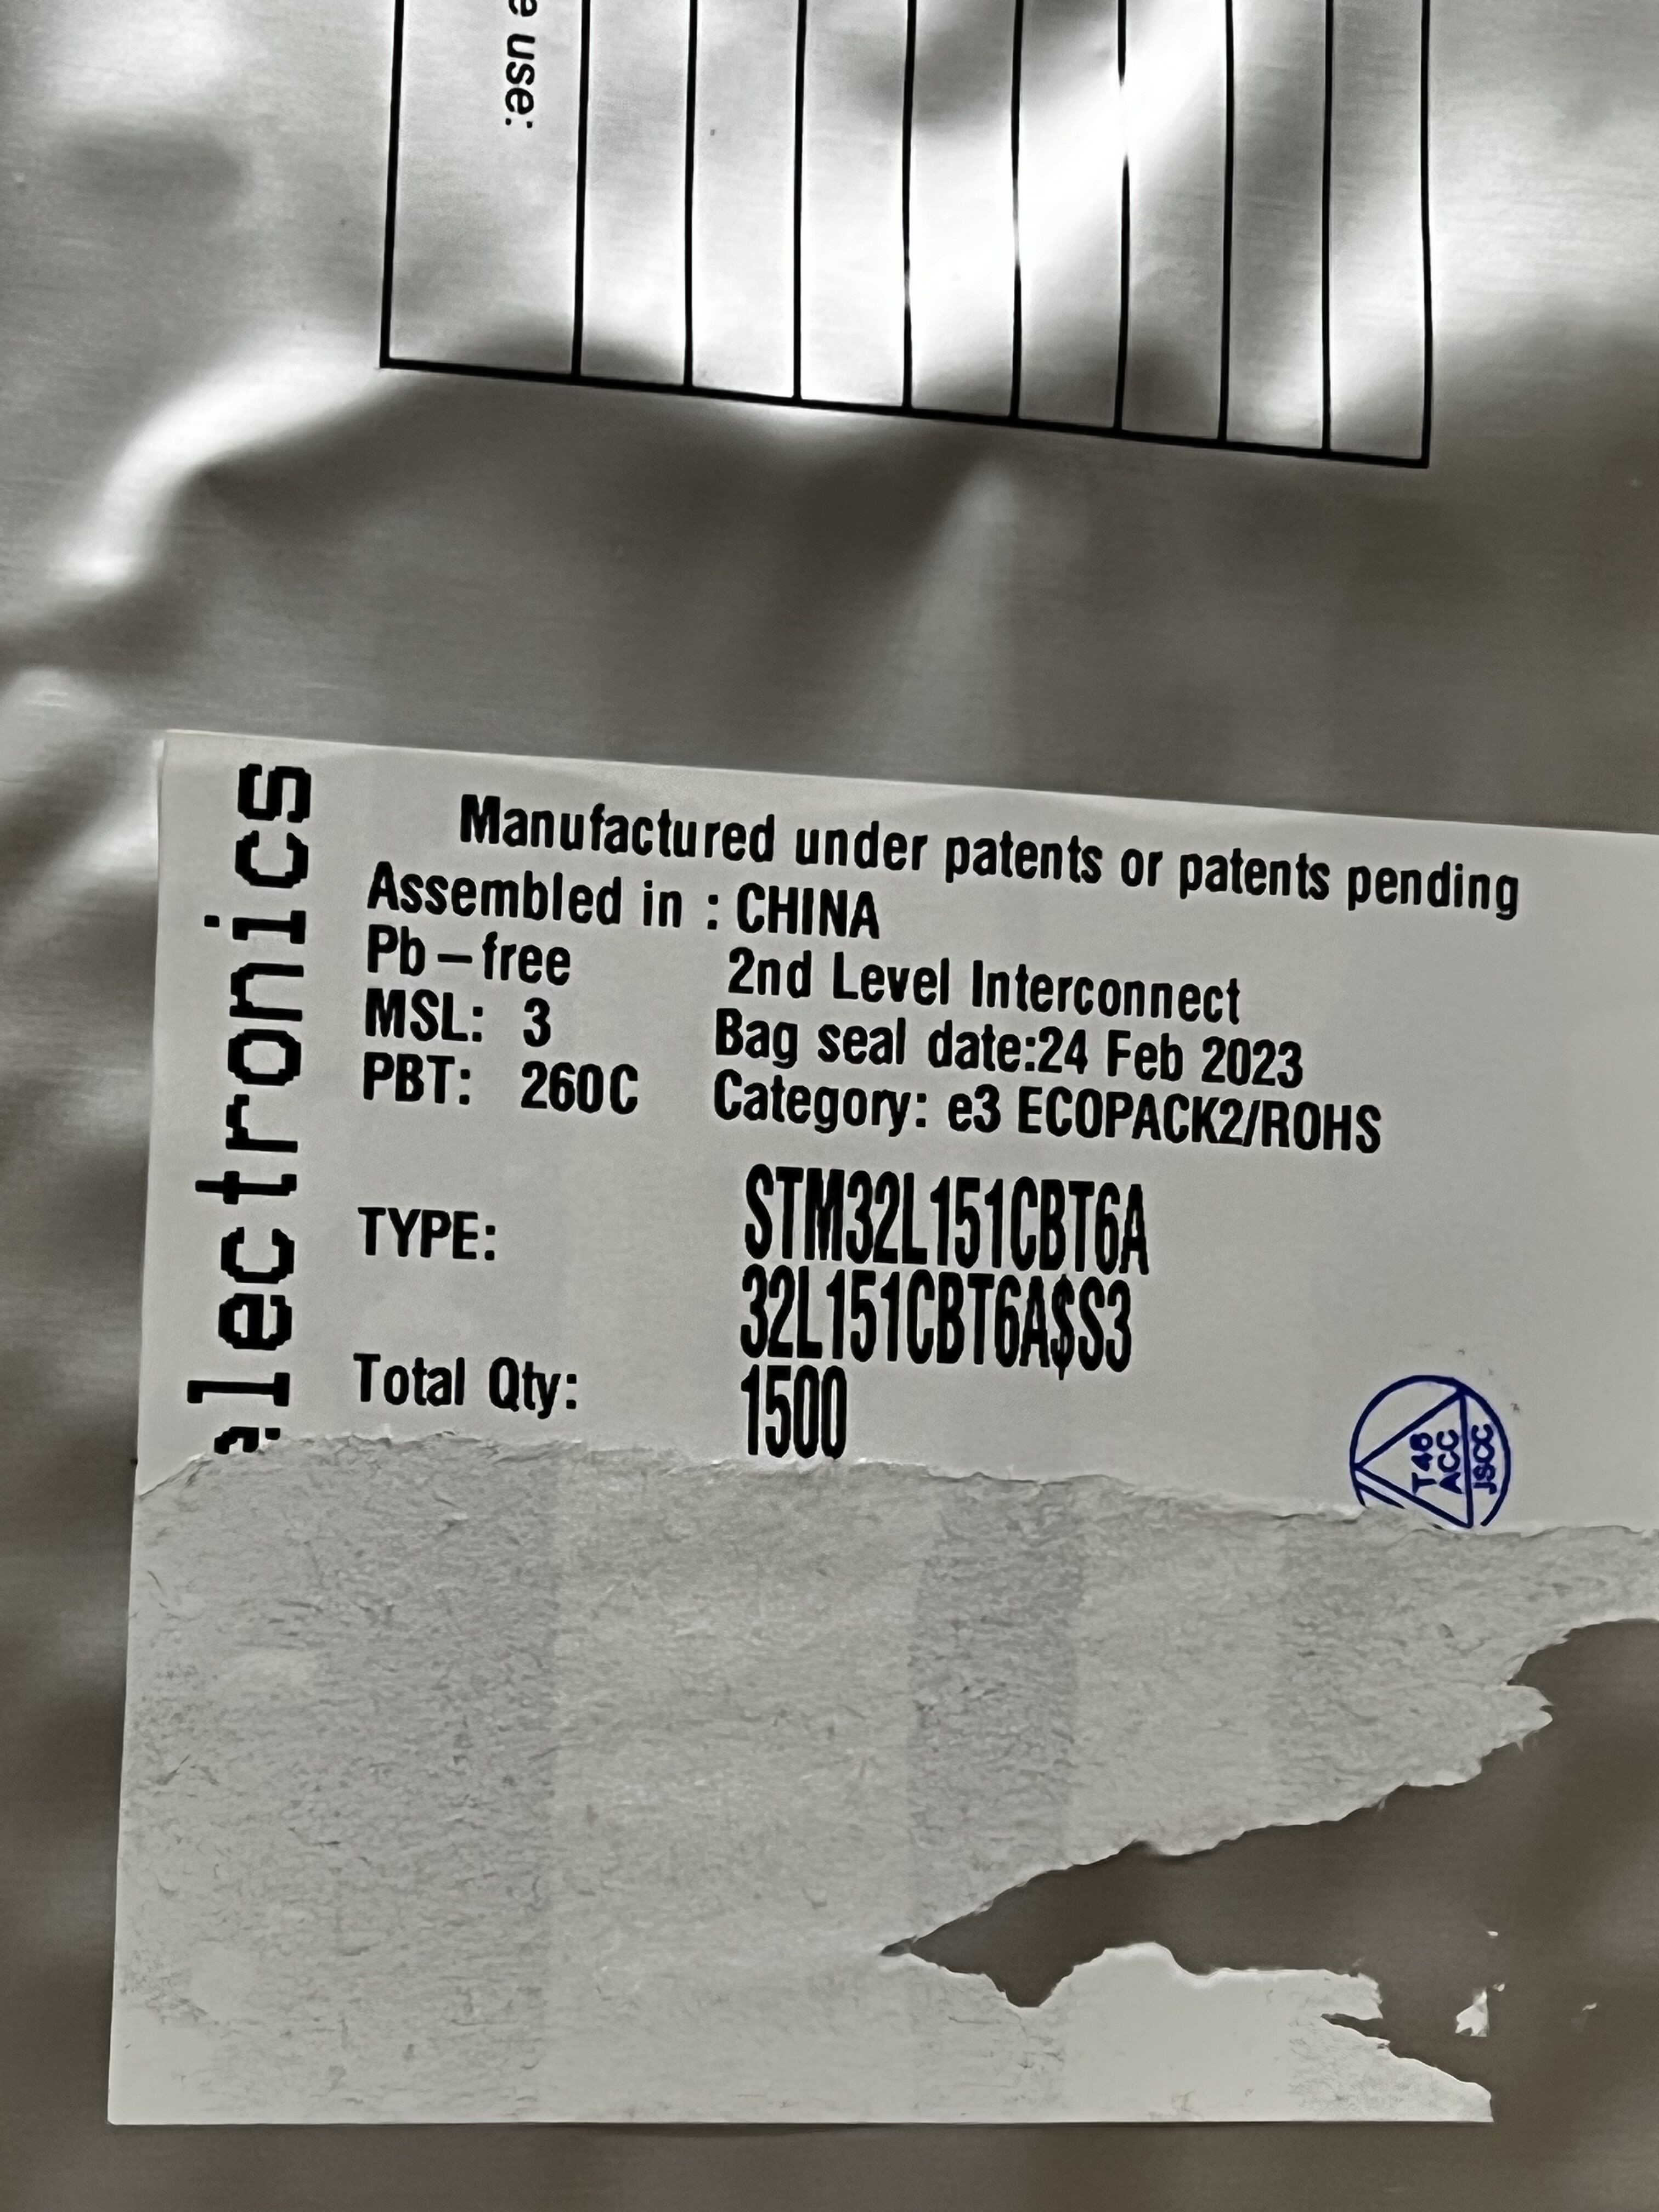 use:
Manufactured under patents or patents pending
Assembled in : CHINA
Pb-free 2nd Level Interconnect
MSL: 3 Bag seal date:24 Feb 2023
PBT: 260C Category: e3 ECOPACK2/ROHS
TYPE: STM32L151CBT6A
32L151CBT6A$S3
Total Qty: 1500
electronics
T46
ACC
JSCC